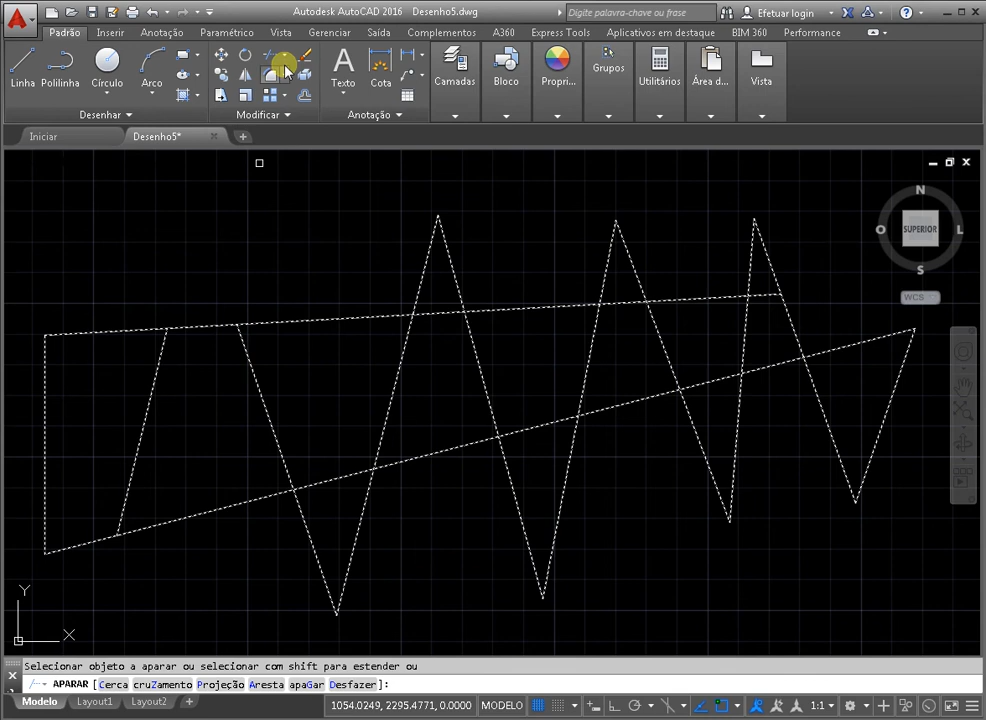 Autodesk AutoCAD 2016 Desenho5.dwg
Digite palavra-chave ou frase
Efetuar login
Padrão Inserir Anotação Paramétrico Vista Gerenciar Saída Complementos A360 Express Tools Aplicativos em destaque BIM 360 Performance
Linha Polilinha Círculo Arco
Texto Cota
Camadas Bloco Propri... Grupos Utilitários Área d... Vista
Desenhar Modificar Anotação
Iniciar Desenho5*
N
O SUPERIOR L
S
WCS
Y
X
Selecionar objeto a aparar ou selecionar com shift para estender ou
APARAR [Cerca cruZamento Projeção Aresta apaGar Desfazer]:
Modelo Layout1 Layout2 1054.0249, 2295.4771, 0.0000 MODELO 1:1